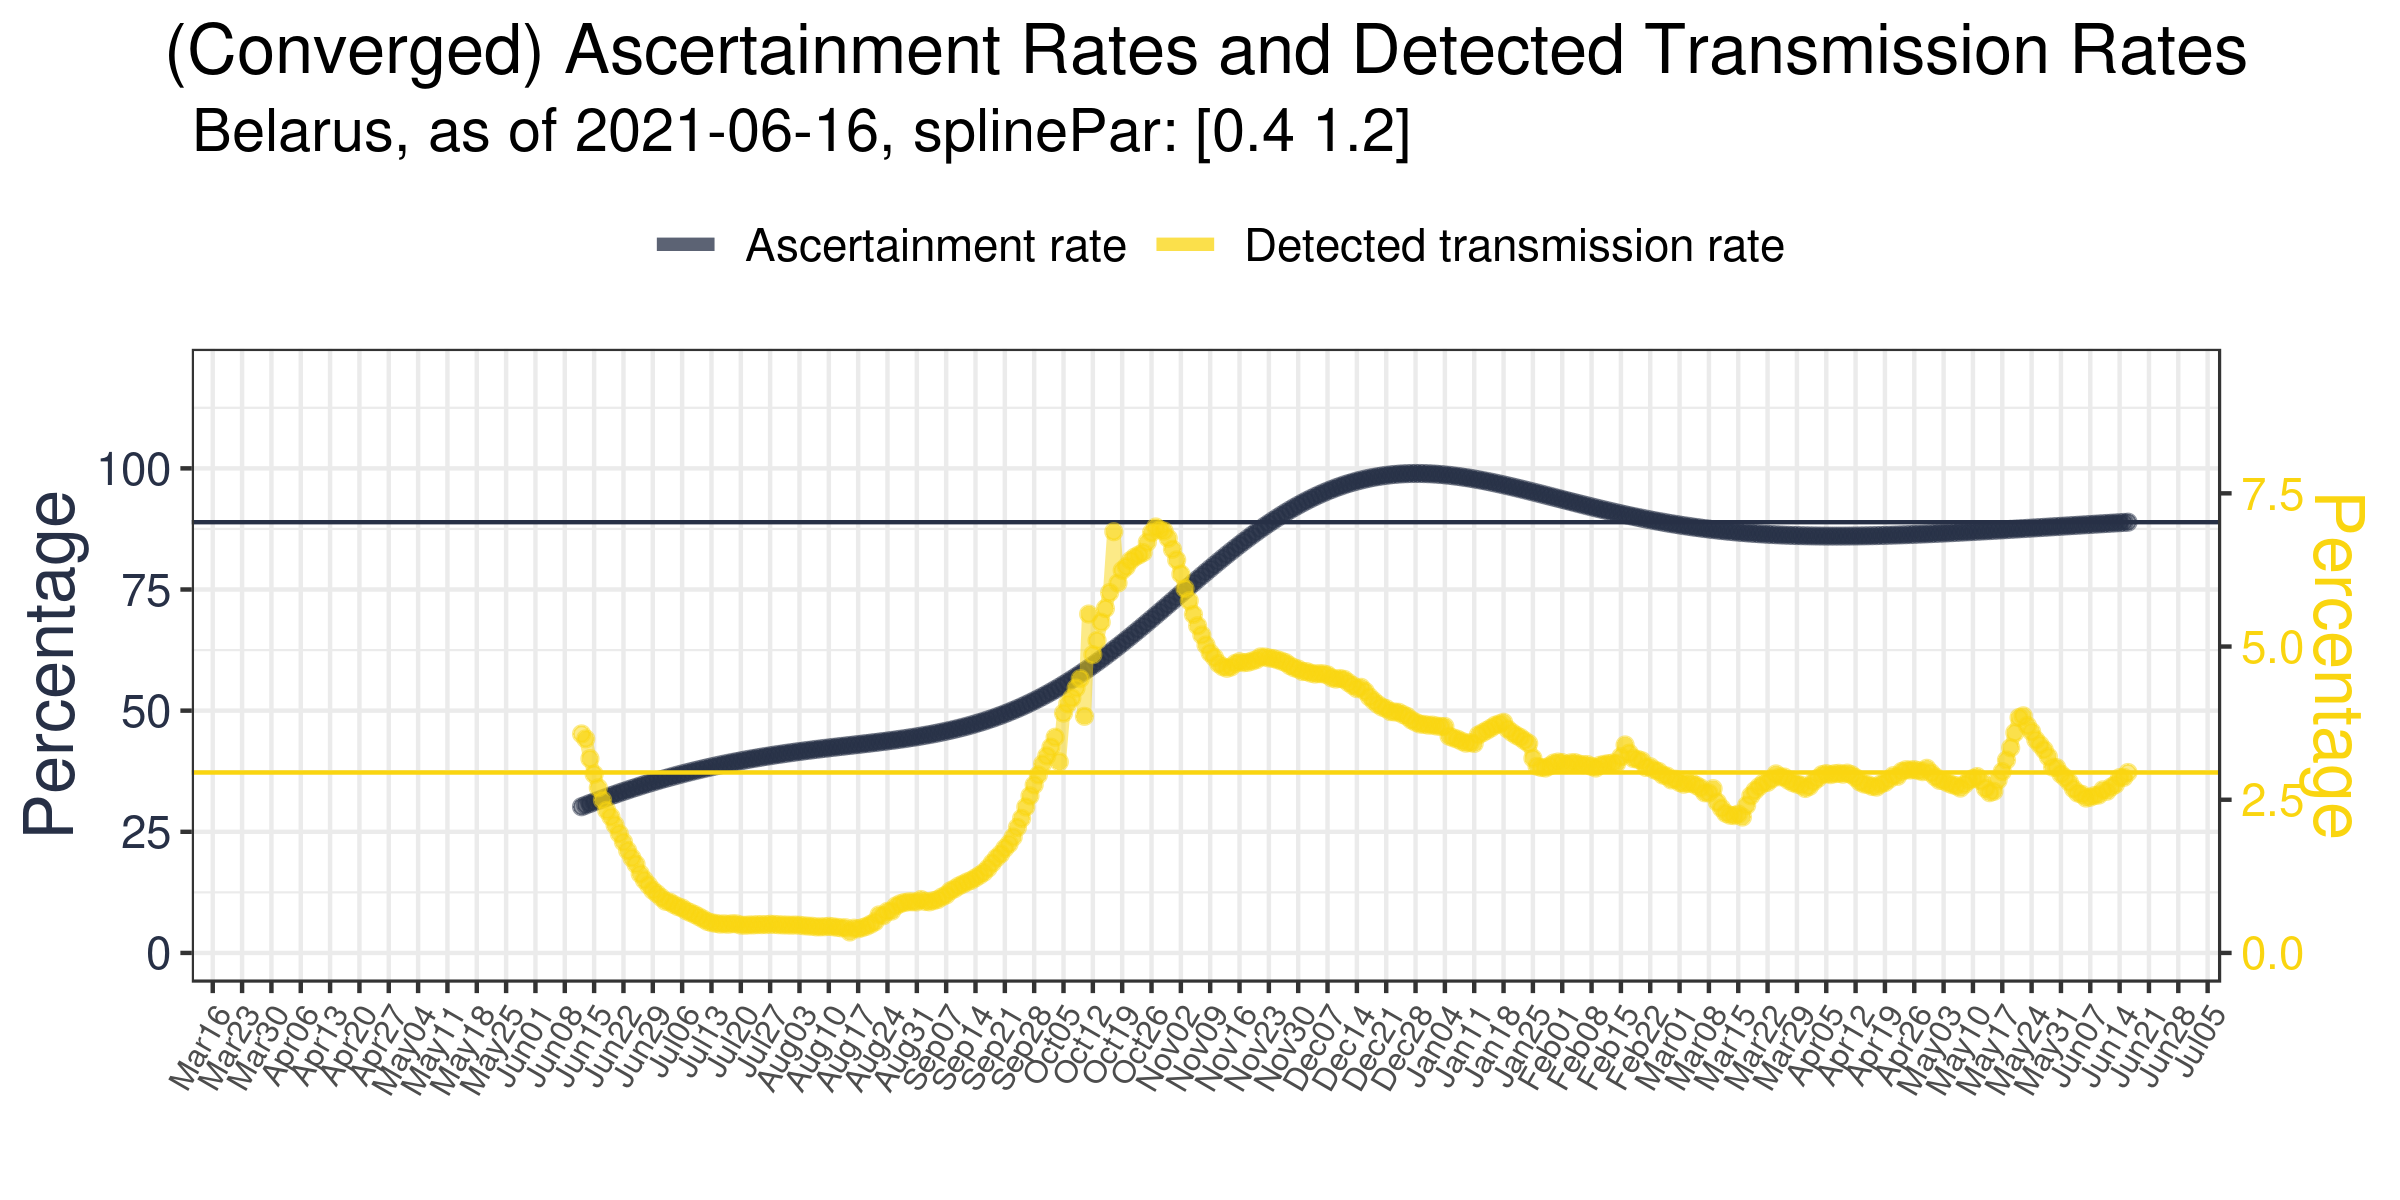 (Converged) Ascertainment Rates and Detected Transmission Rates
Belarus, as of 2021-06-16, splinePar: [0.4 1.2]
Ascertainment rate Detected transmission rate
Percentage
100
75
50
25
0
7.5
5.0
2.5
0.0
Percentage
Mar16 Mar23 Mar30 Apr06 Apr13 Apr20 Apr27 May04 May11 May18 May25 Jun01 Jun08 Jun15 Jun22 Jun29 Jul06 Jul13 Jul20 Jul27 Aug03 Aug10 Aug17 Aug24 Aug31 Sep07 Sep14 Sep21 Sep28 Oct05 Oct12 Oct19 Oct26 Nov02 Nov09 Nov16 Nov23 Nov30 Dec07 Dec14 Dec21 Dec28 Jan04 Jan11 Jan18 Jan25 Feb01 Feb08 Feb15 Feb22 Mar01 Mar08 Mar15 Mar22 Mar29 Apr05 Apr12 Apr19 Apr26 May03 May10 May17 May24 May31 Jun07 Jun14 Jun21 Jun28 Jul05